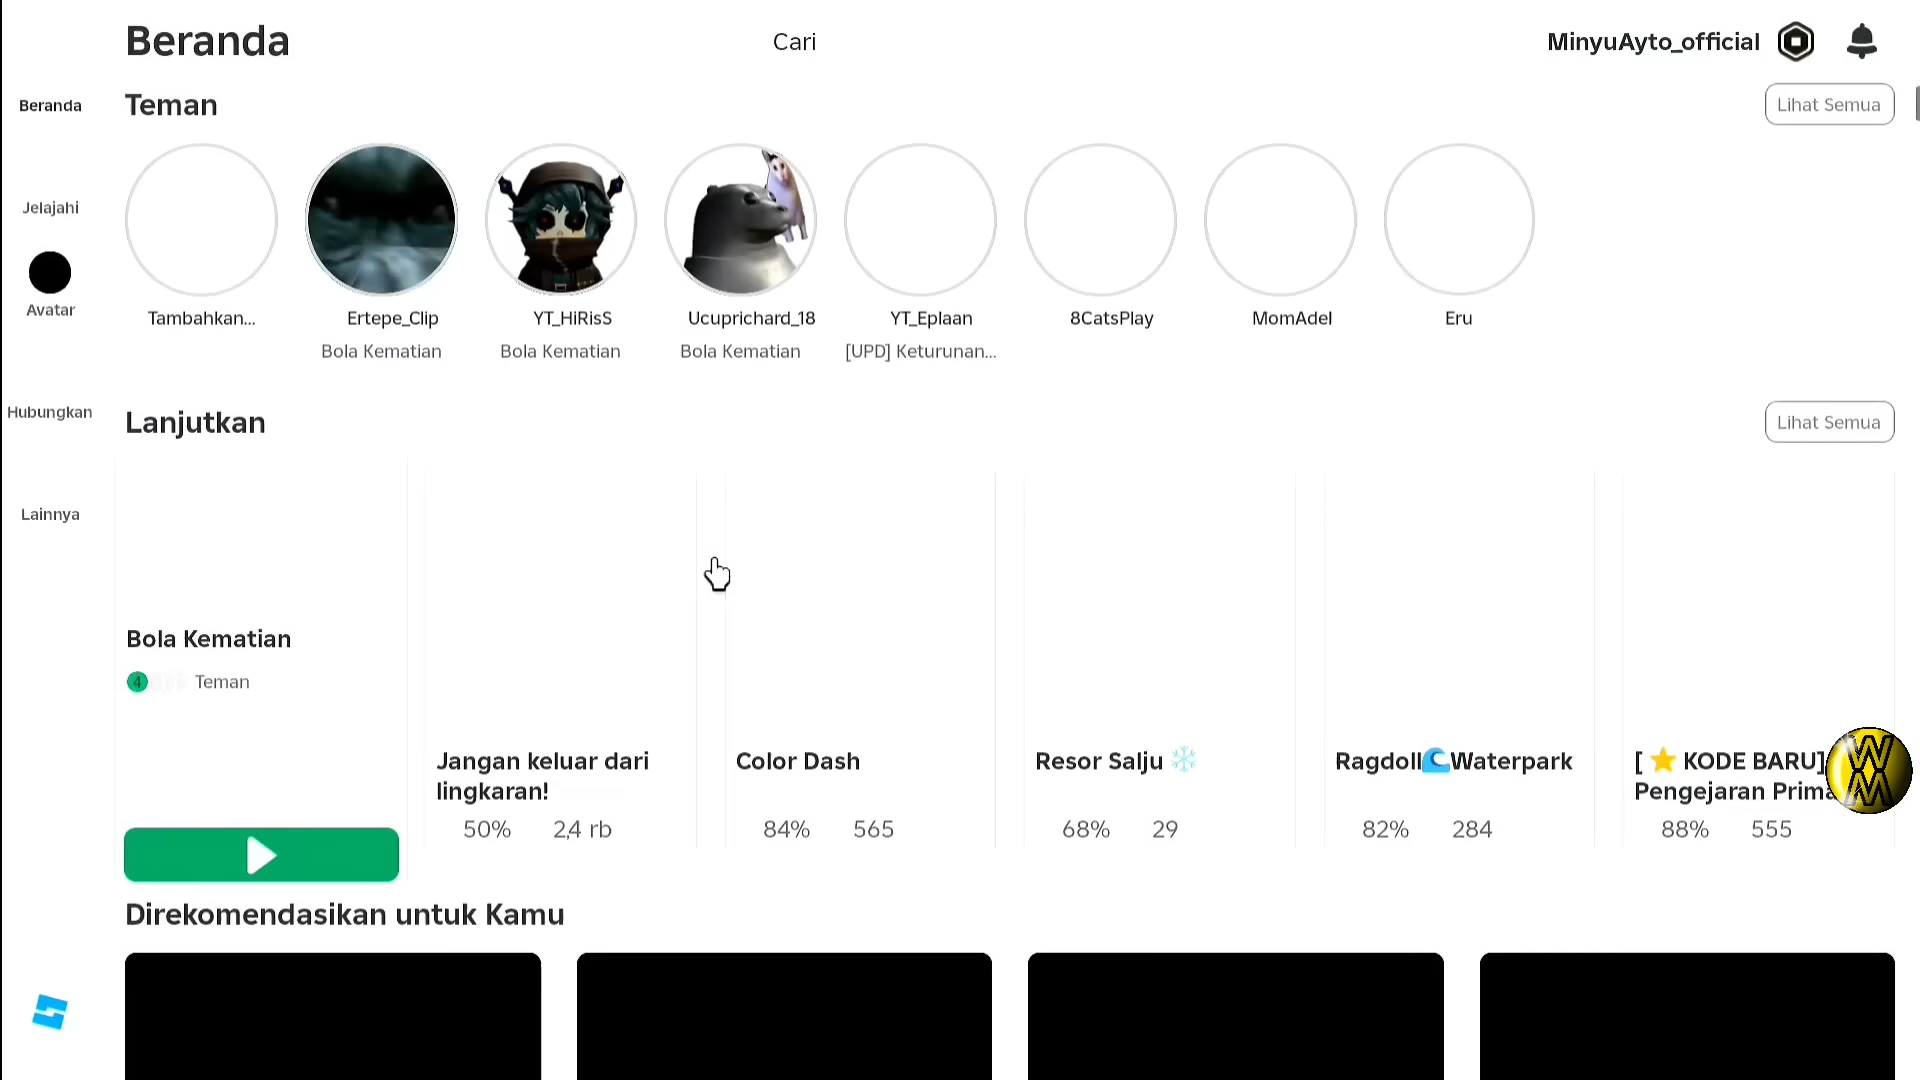 Beranda
Cari
MinyuAyto_official
Beranda
Jelajahi
Avatar
Hubungkan
Lainnya
Teman
Lihat Semua
Tambahkan...
Ertepe_Clip
Bola Kematian
YT_HiRisS
Bola Kematian
Ucuprichard_18
Bola Kematian
YT_Eplaan
[UPD] Keturunan...
8CatsPlay
MomAdel
Eru
Lanjutkan
Lihat Semua
Bola Kematian
4 Teman
Jangan keluar dari
lingkaran!
50% 2,4 rb
Color Dash
84% 565
Resor Salju ❄️
68% 29
Ragdoll🌊Waterpark
82% 284
[ ⭐ KODE BARU]
Pengejaran
88% 555
WM
Direkomendasikan untuk Kamu